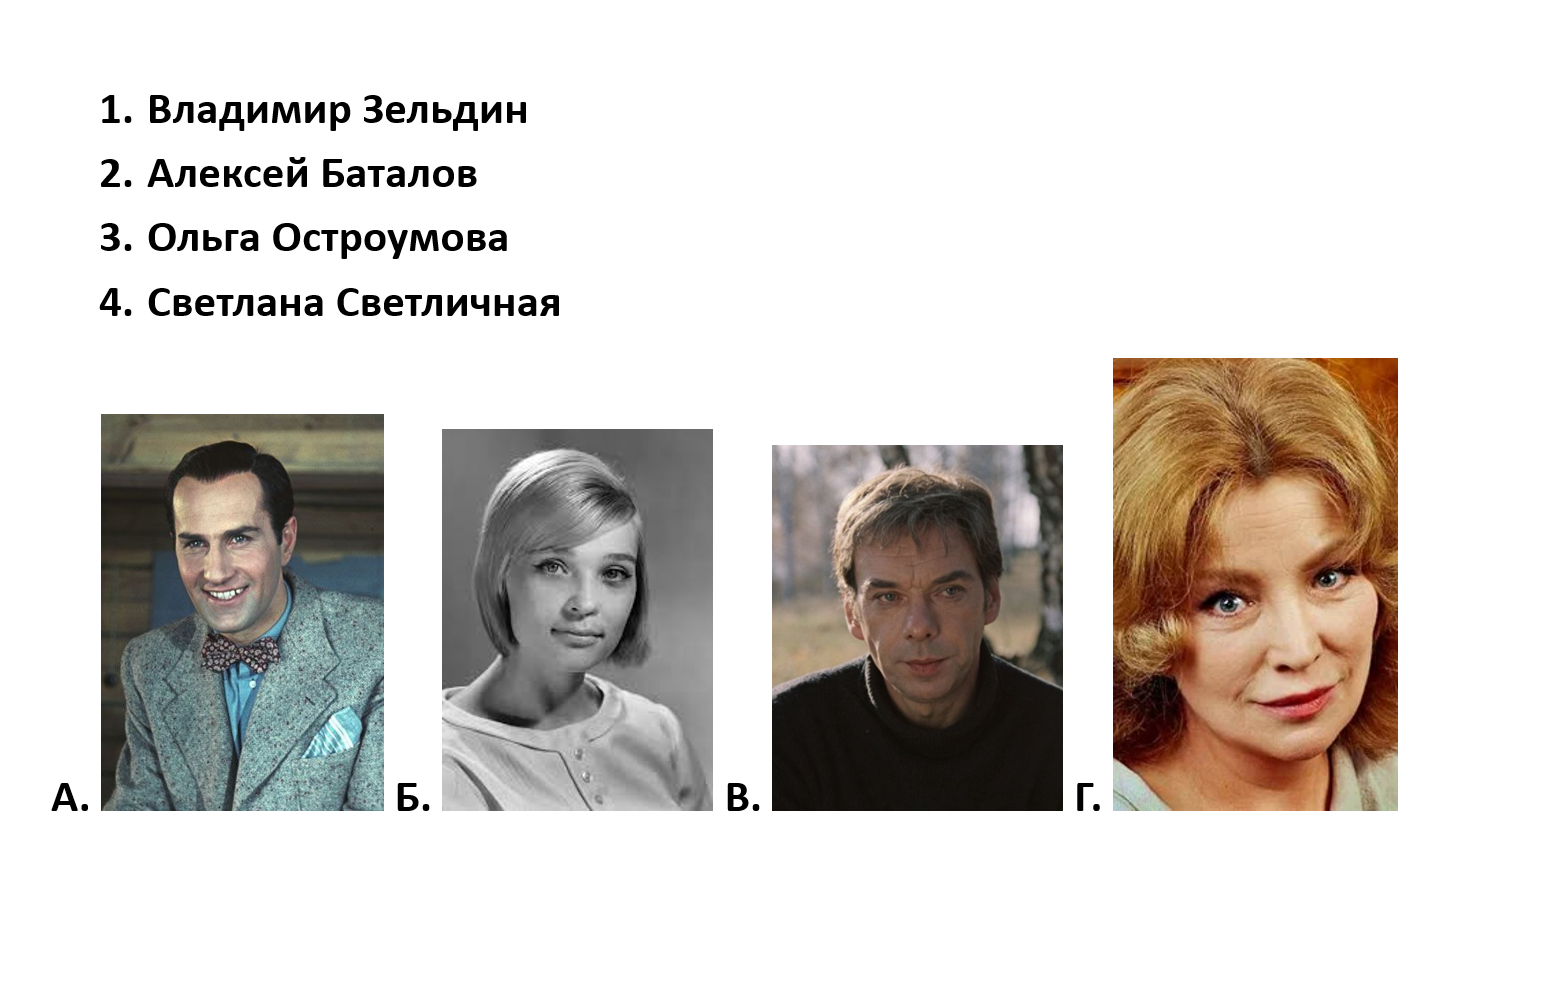 1. Владимир Зельдин
2. Алексей Баталов
3. Ольга Остроумова
4. Светлана Светличная
А. Б. В. Г.